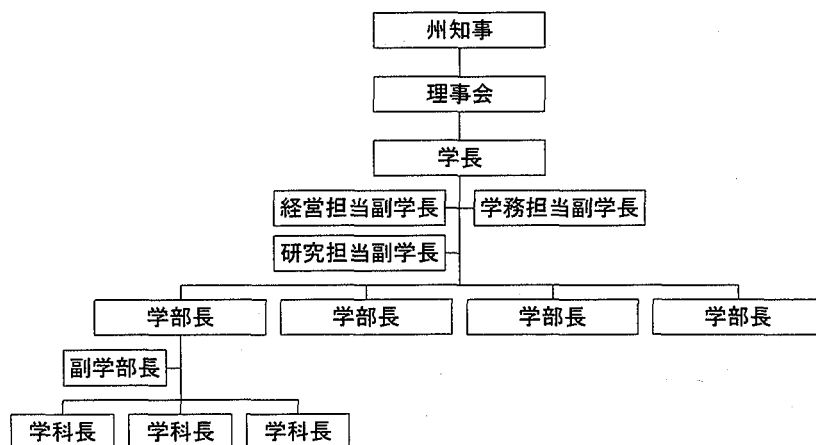 州知事
理事会
学長
経営担当副学長 学務担当副学長
研究担当副学長
学部長 学部長 学部長 学部長
副学部長
学科長 学科長 学科長